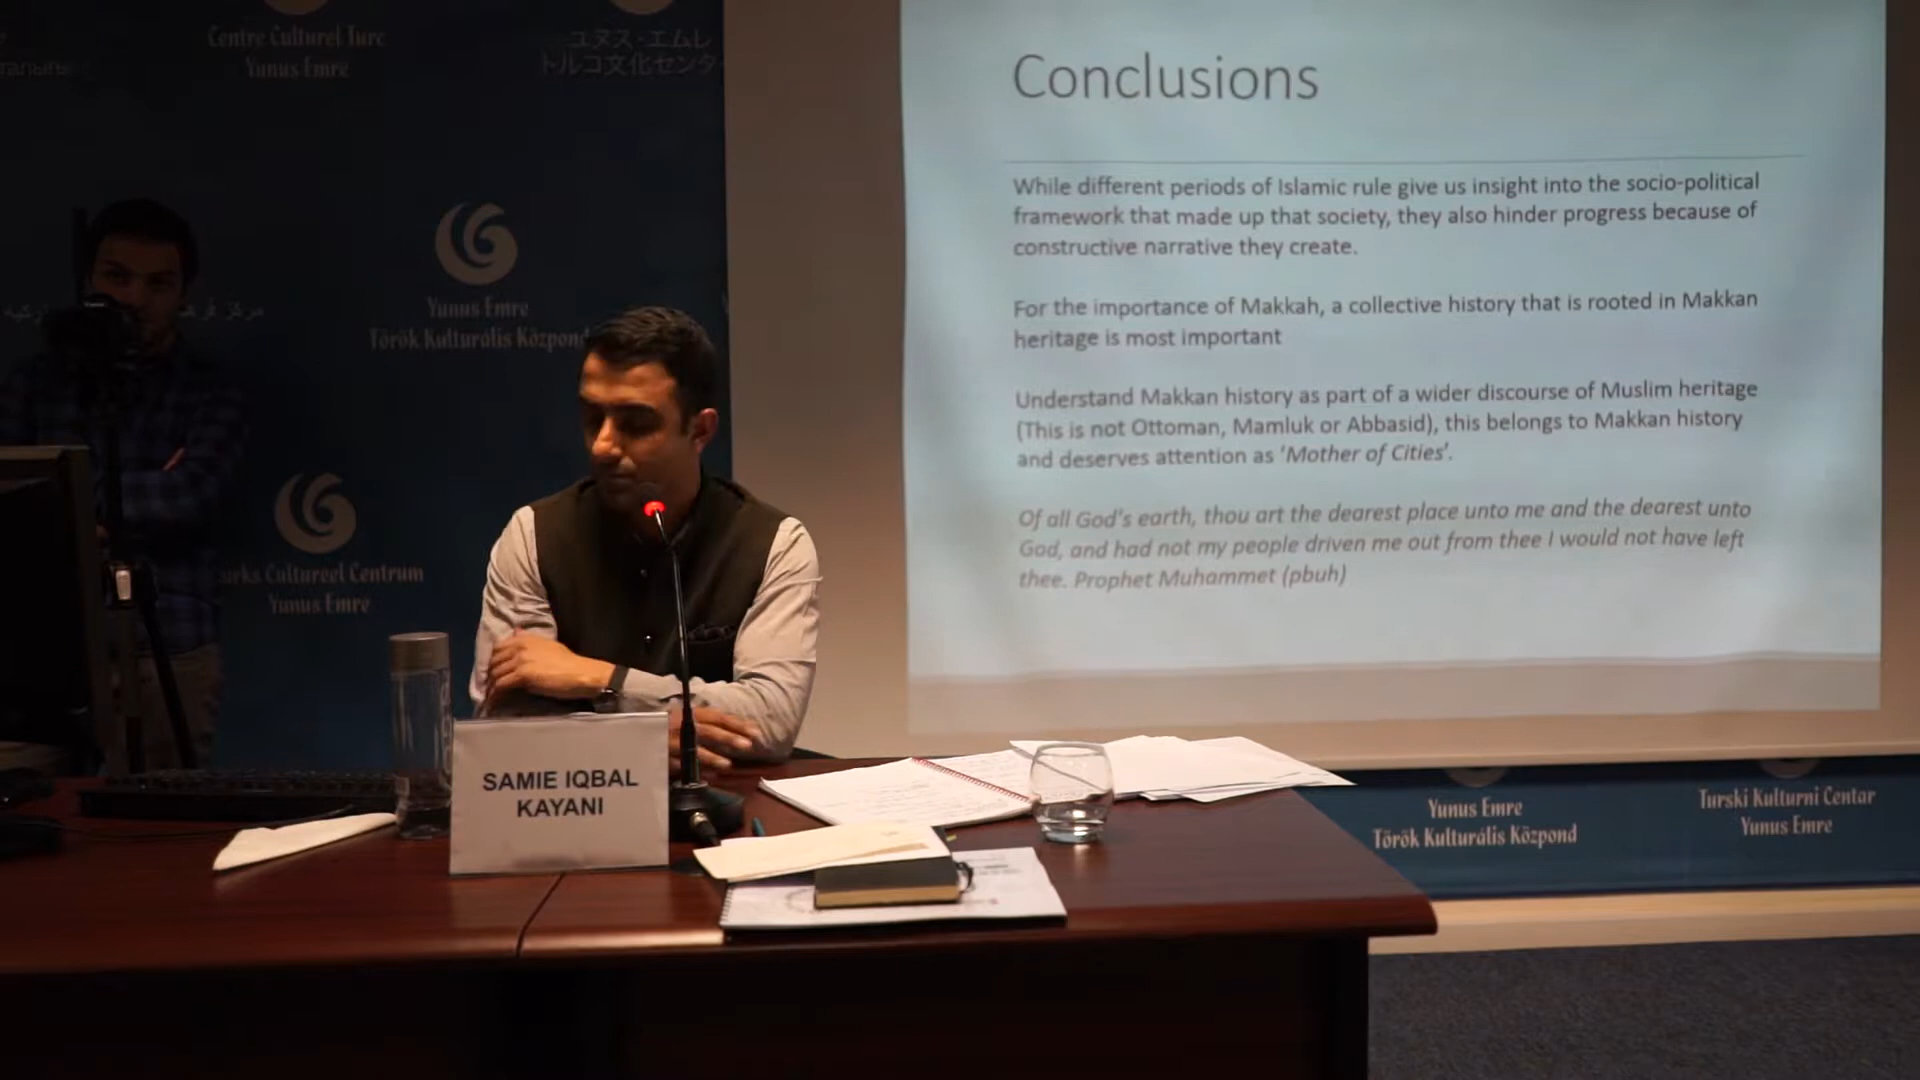 Centre Culturel Turc
Yunus Emre
ユヌス・エムレ
トルコ文化センター
Yunus Emre
Török Kulturális Központ
Cultureel Centrum
Yunus Emre
Conclusions
While different periods of Islamic rule give us insight into the socio-political
framework that made up that society, they also hinder progress because of
constructive narrative they create.
For the importance of Makkah, a collective history that is rooted in Makkan
heritage is most important
Understand Makkan history as part of a wider discourse of Muslim heritage
(This is not Ottoman, Mamluk or Abbasid), this belongs to Makkan history
and deserves attention as 'Mother of Cities'.
Of all God's earth, thou art the dearest place unto me and the dearest unto
God, and had not my people driven me out from thee I would not have left
thee. Prophet Muhammet (pbuh)
SAMIE IQBAL
KAYANI
Yunus Emre
Török Kulturális Központ
Turski Kulturni Centar
Yunus Emre